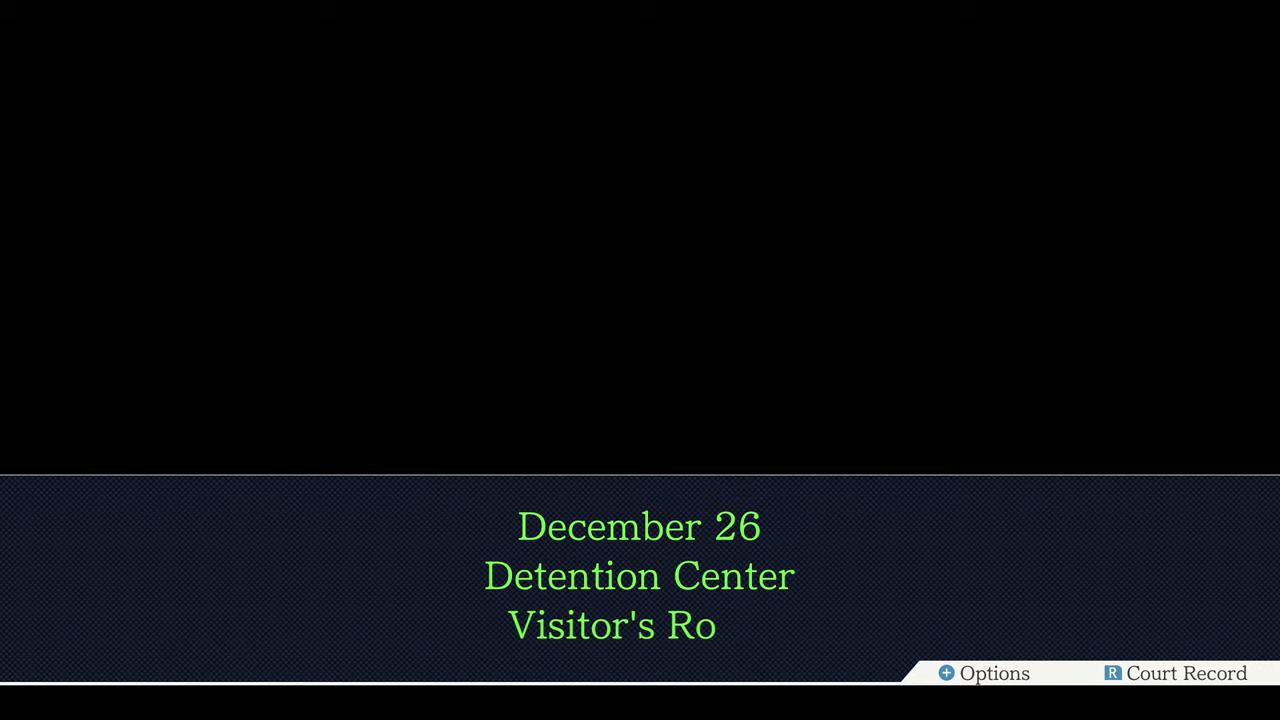 December 26
Detention Center
Visitor's Ro
+ Options
R Court Record